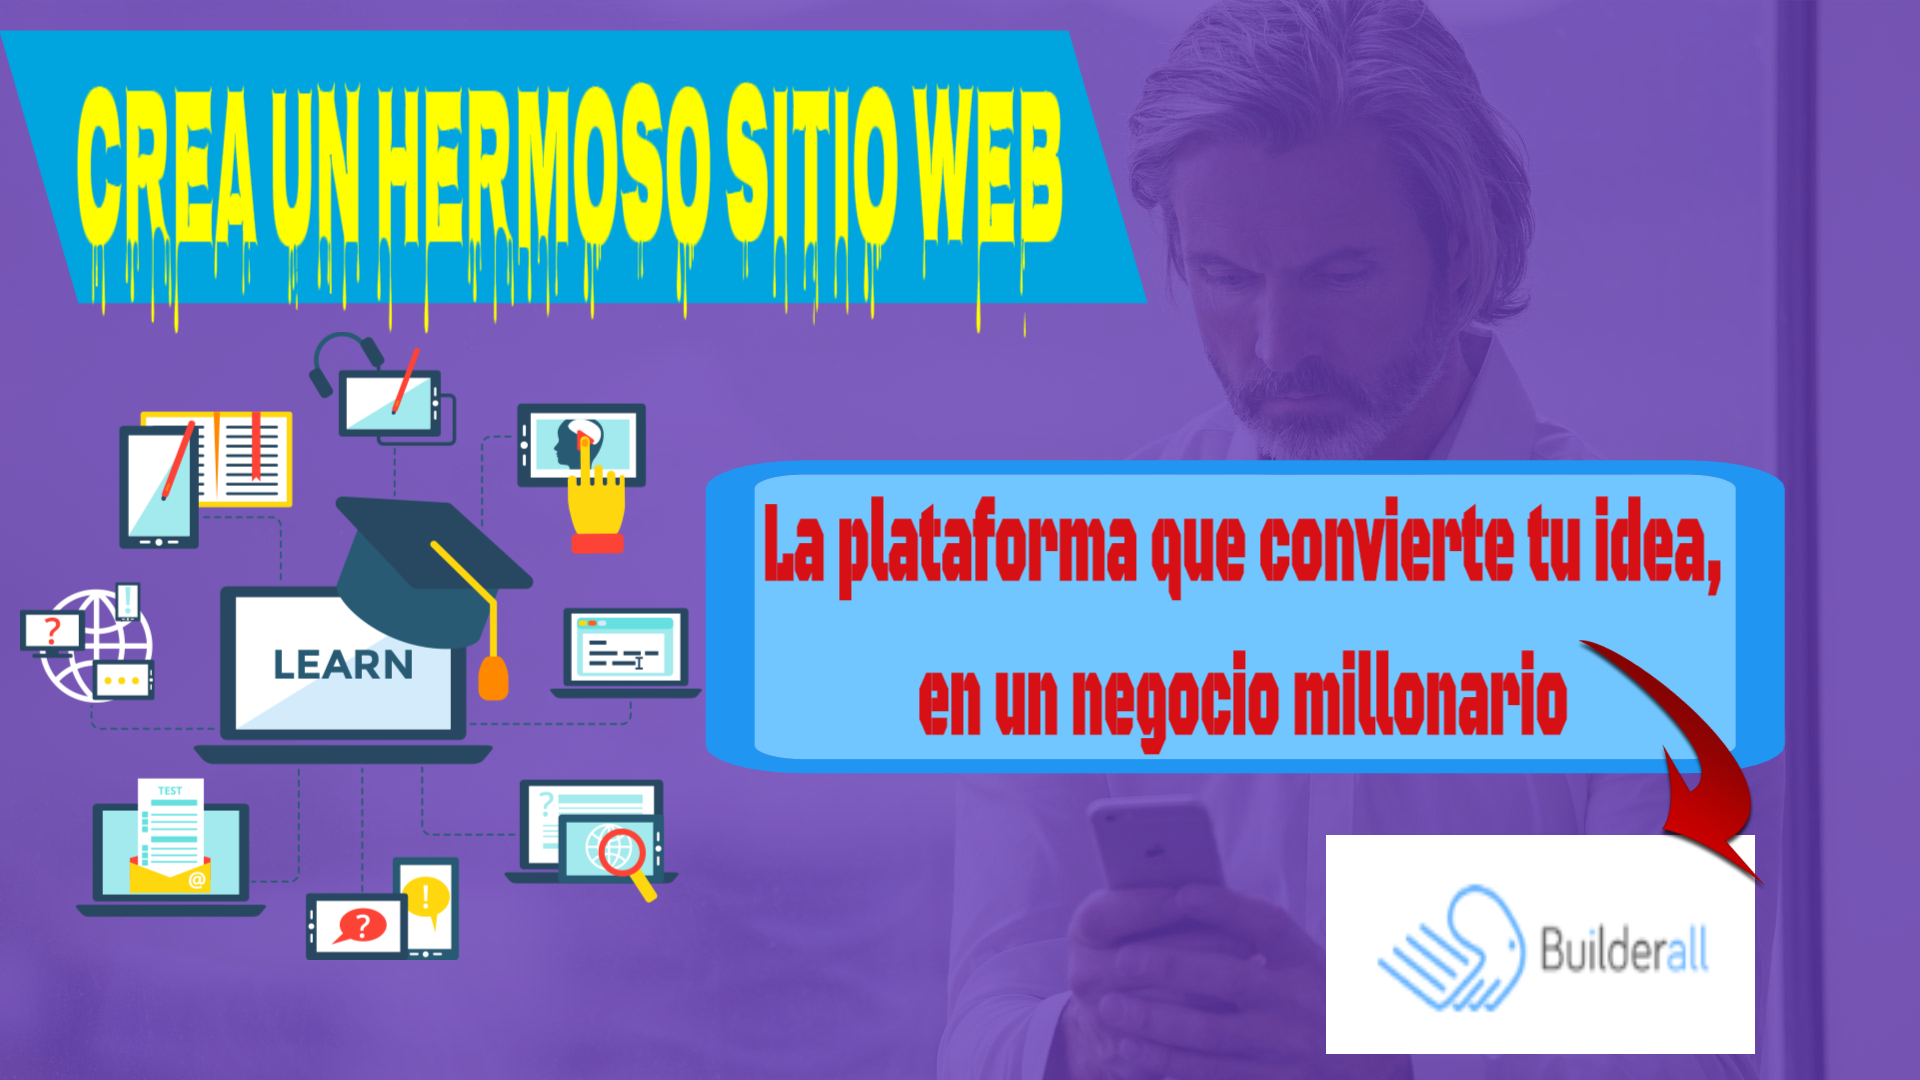 CREA UN HERMOSO SITIO WEB
La plataforma que convierte tu idea,
en un negocio millonario
?
!
LEARN
TEST
@
?
!
?
Builderall